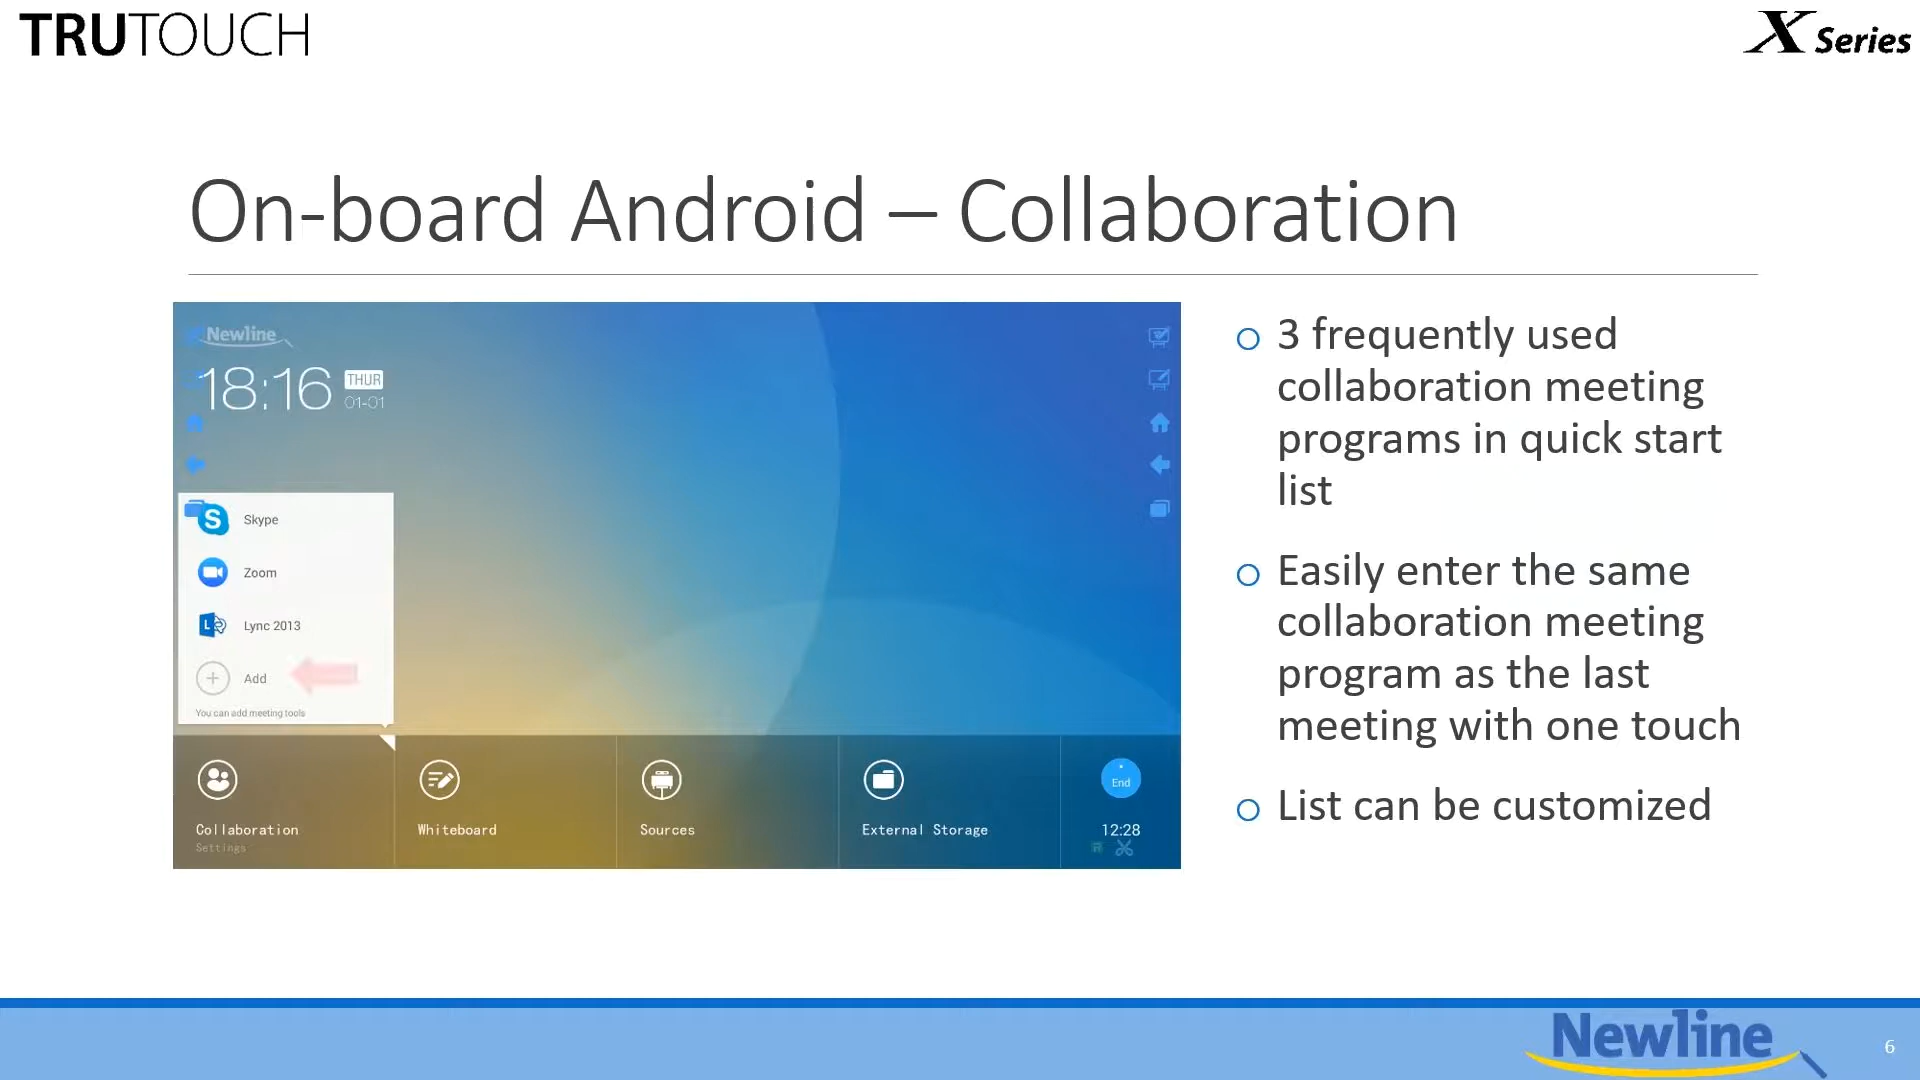 TRUTOUCH
X Series
On-board Android – Collaboration
Newline
18:16 THUR
01-01
Skype
Zoom
Lync 2013
Add
You can add meeting tools
Collaboration
Settings
Whiteboard
Sources
External Storage
End
12:28
3 frequently used
collaboration meeting
programs in quick start
list
Easily enter the same
collaboration meeting
program as the last
meeting with one touch
List can be customized
Newline
6